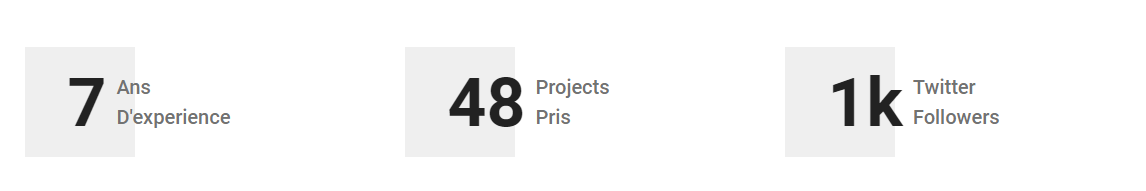 7 Ans
D'experience
48 Projects
Pris
1k Twitter
Followers